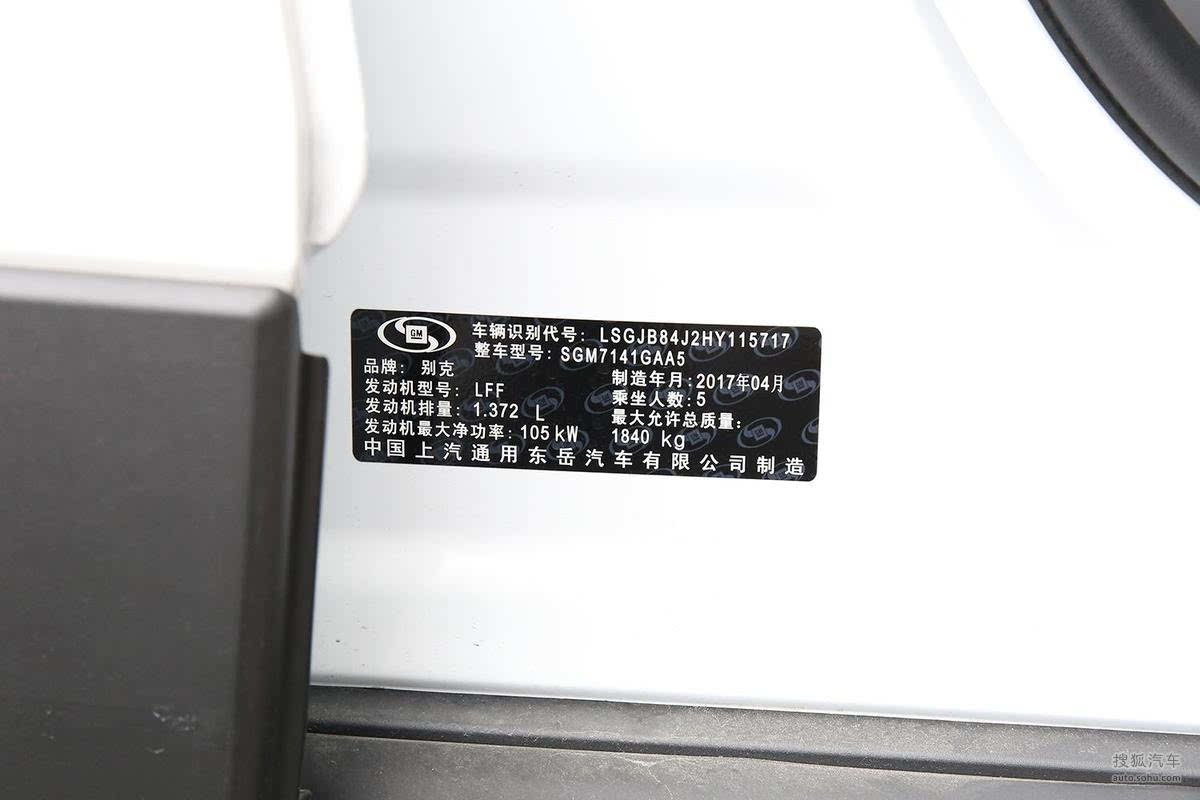 GM
车辆识别代号: LSGJB84J2HY115717
整车型号: SGM7141GAA5
品牌: 别克
制造年月:2017年04月
发动机型号: LFF
乘坐人数:5
发动机排量: 1.372 L
最大允许总质量:
发动机最大净功率: 105 kW
1840 kg
中国上汽通用东岳汽车有限公司制造
搜狐汽车
auto.sohu.com